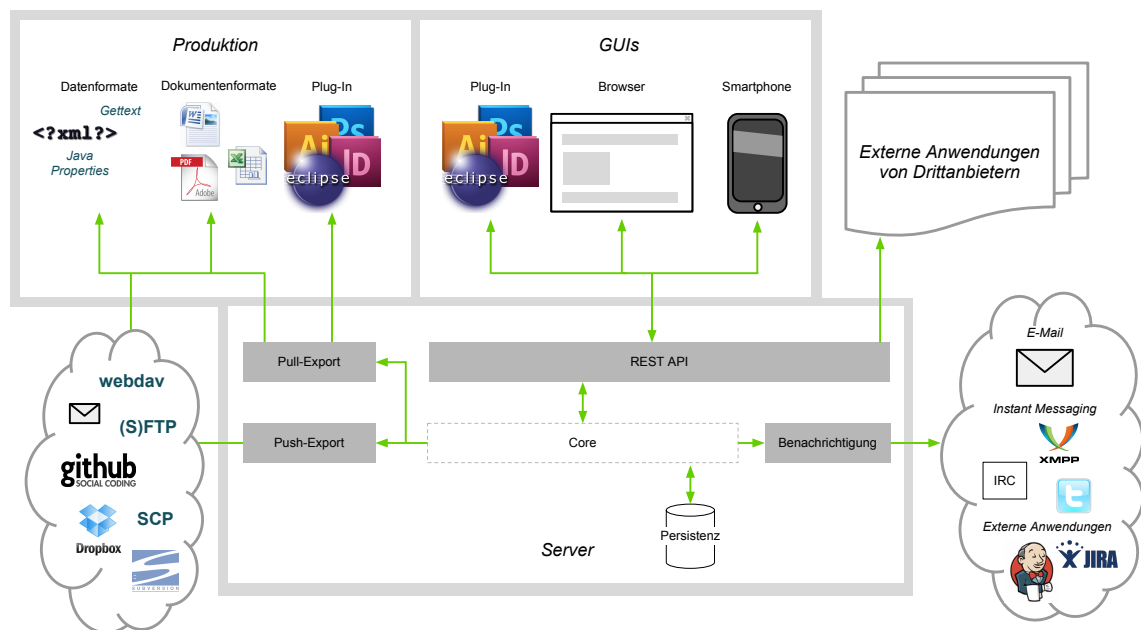 Produktion
Datenformate
Dokumentenformate
Plug-In
Gettext
<?xml?>
Java
Properties
W
PDF
Adobe
X
Ps
Ai
ID
eclipse
GUIs
Plug-In
Browser
Smartphone
Ps
Ai
ID
eclipse
X
Externe Anwendungen
von Drittanbietern
Pull-Export
REST API
Push-Export
Core
Benachrichtigung
Persistenz
Server
webdav
(S)FTP
github
SOCIAL CODING
SCP
Dropbox
SUBVERSION
E-Mail
Instant Messaging
XMPP
IRC
t
Externe Anwendungen
JIRA